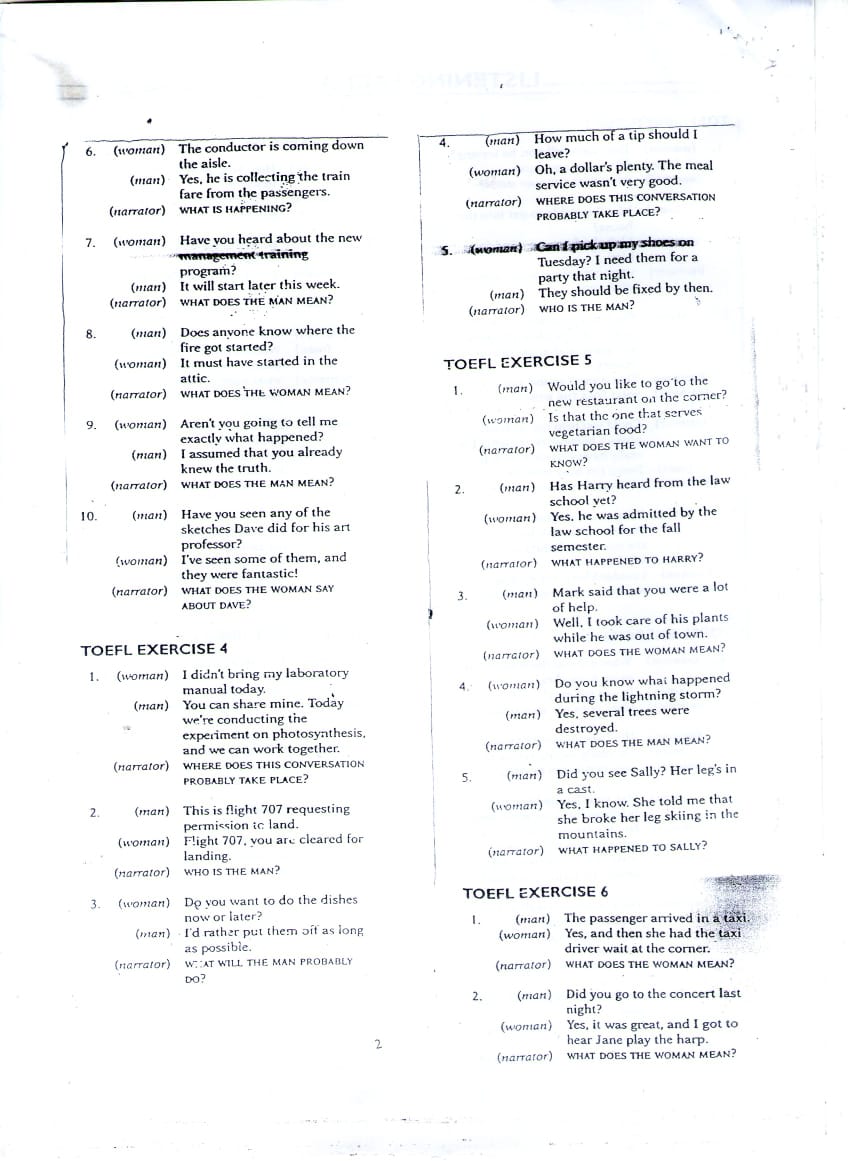 6. (woman) The conductor is coming down
the aisle.
(man) Yes, he is collecting the train
fare from the passengers.
(narrator) WHAT IS HAPPENING?
7. (woman) Have you heard about the new
management training
program?
(man) It will start later this week.
(narrator) WHAT DOES THE MAN MEAN?
8. (man) Does anyone know where the
fire got started?
(woman) It must have started in the
attic.
(narrator) WHAT DOES THE WOMAN MEAN?
9. (woman) Aren't you going to tell me
exactly what happened?
(man) I assumed that you already
knew the truth.
(narrator) WHAT DOES THE MAN MEAN?
10. (man) Have you seen any of the
sketches Dave did for his art
professor?
(woman) I've seen some of them, and
they were fantastic!
(narrator) WHAT DOES THE WOMAN SAY
ABOUT DAVE?
TOEFL EXERCISE 4
1. (woman) I didn't bring my laboratory
manual today.
(man) You can share mine. Today
we're conducting the
experiment on photosynthesis,
and we can work together.
(narrator) WHERE DOES THIS CONVERSATION
PROBABLY TAKE PLACE?
2. (man) This is flight 707 requesting
permission to land.
(woman) Flight 707, you are cleared for
landing.
(narrator) WHO IS THE MAN?
3. (woman) Do you want to do the dishes
now or later?
(man) I'd rather put them off as long
as possible.
(narrator) WHAT WILL THE MAN PROBABLY
DO?
4. (man) How much of a tip should I
leave?
(woman) Oh, a dollar's plenty. The meal
service wasn't very good.
(narrator) WHERE DOES THIS CONVERSATION
PROBABLY TAKE PLACE?
5. (woman) Can I pick up my shoes on
Tuesday? I need them for a
party that night.
(man) They should be fixed by then.
(narrator) WHO IS THE MAN?
TOEFL EXERCISE 5
1. (man) Would you like to go to the
new restaurant on the corner?
(woman) Is that the one that serves
vegetarian food?
(narrator) WHAT DOES THE WOMAN WANT TO
KNOW?
2. (man) Has Harry heard from the law
school yet?
(woman) Yes, he was admitted by the
law school for the fall
semester.
(narrator) WHAT HAPPENED TO HARRY?
3. (man) Mark said that you were a lot
of help.
(woman) Well, I took care of his plants
while he was out of town.
(narrator) WHAT DOES THE WOMAN MEAN?
4. (woman) Do you know what happened
during the lightning storm?
(man) Yes, several trees were
destroyed.
(narrator) WHAT DOES THE MAN MEAN?
5. (man) Did you see Sally? Her leg's in
a cast.
(woman) Yes, I know. She told me that
she broke her leg skiing in the
mountains.
(narrator) WHAT HAPPENED TO SALLY?
TOEFL EXERCISE 6
1. (man) The passenger arrived in a taxi.
(woman) Yes, and then she had the taxi
driver wait at the corner.
(narrator) WHAT DOES THE WOMAN MEAN?
2. (man) Did you go to the concert last
night?
(woman) Yes, it was great, and I got to
hear Jane play the harp.
(narrator) WHAT DOES THE WOMAN MEAN?
2